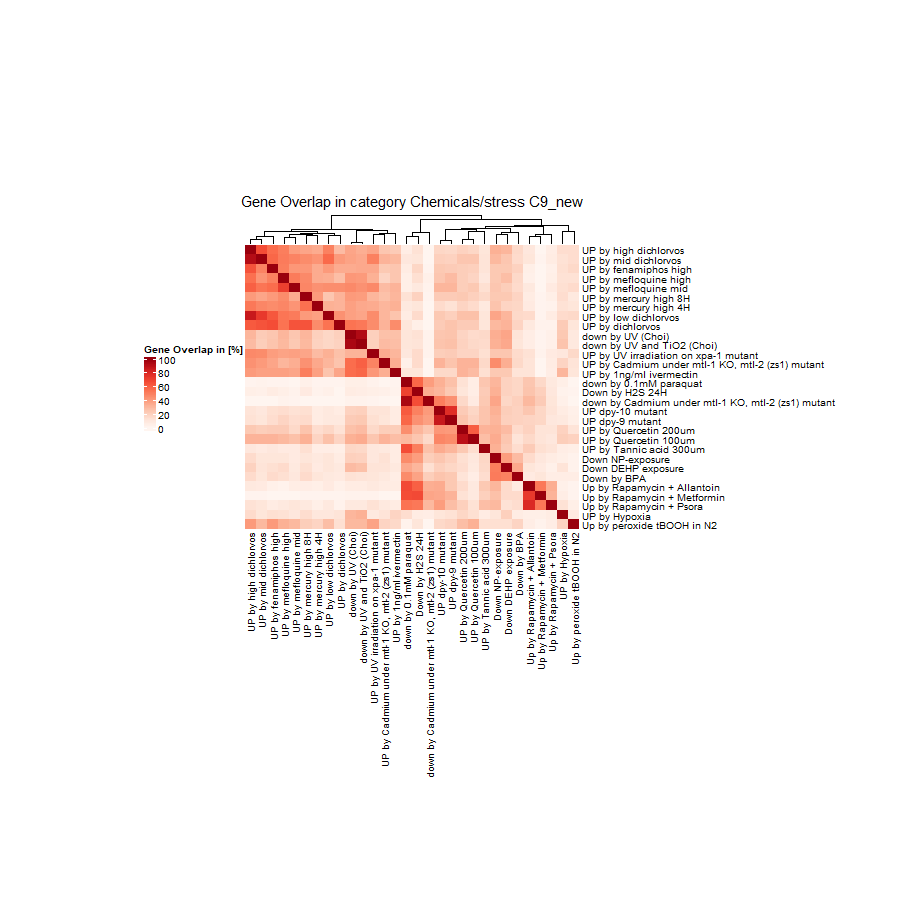 Gene Overlap in category Chemicals/stress C9_new
UP by high dichlorvos
UP by mid dichlorvos
UP by fenamiphos high
UP by mefloquine high
UP by mefloquine mid
UP by mercury high 8H
UP by mercury high 4H
UP by low dichlorvos
UP by dichlorvos
down by UV (Choi)
down by UV and TiO2 (Choi)
UP by UV irradiation on xpa-1 mutant
UP by Cadmium under mtl-1 KO, mtl-2 (zs1) mutant
UP by 1ng/ml ivermectin
down by 0.1mM paraquat
Down by H2S 24H
down by Cadmium under mtl-1 KO, mtl-2 (zs1) mutant
UP dpy-10 mutant
UP dpy-9 mutant
UP by Quercetin 200um
UP by Quercetin 100um
UP by Tannic acid 300um
Down NP-exposure
Down DEHP exposure
Down by BPA
Up by Rapamycin + Allantoin
Up by Rapamycin + Metformin
Up by Rapamycin + Psora
UP by Hypoxia
Up by peroxide tBOOH in N2
Gene Overlap in [%]
100
80
60
40
20
0
UP by high dichlorvos
UP by mid dichlorvos
UP by fenamiphos high
UP by mefloquine high
UP by mefloquine mid
UP by mercury high 8H
UP by mercury high 4H
UP by low dichlorvos
UP by dichlorvos
down by UV (Choi)
down by UV and TiO2 (Choi)
UP by UV irradiation on xpa-1 mutant
UP by Cadmium under mtl-1 KO, mtl-2 (zs1) mutant
UP by 1ng/ml ivermectin
down by 0.1mM paraquat
Down by H2S 24H
down by Cadmium under mtl-1 KO, mtl-2 (zs1) mutant
UP dpy-10 mutant
UP dpy-9 mutant
UP by Quercetin 200um
UP by Quercetin 100um
UP by Tannic acid 300um
Down NP-exposure
Down DEHP exposure
Down by BPA
Up by Rapamycin + Allantoin
Up by Rapamycin + Metformin
Up by Rapamycin + Psora
UP by Hypoxia
Up by peroxide tBOOH in N2